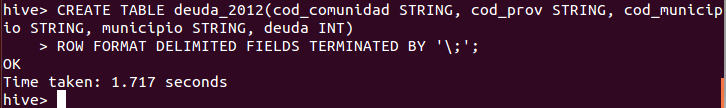 hive> CREATE TABLE deuda_2012(cod_comunidad STRING, cod_prov STRING, cod_municip
io STRING, municipio STRING, deuda INT)
    > ROW FORMAT DELIMITED FIELDS TERMINATED BY '\;';
OK
Time taken: 1.717 seconds
hive>